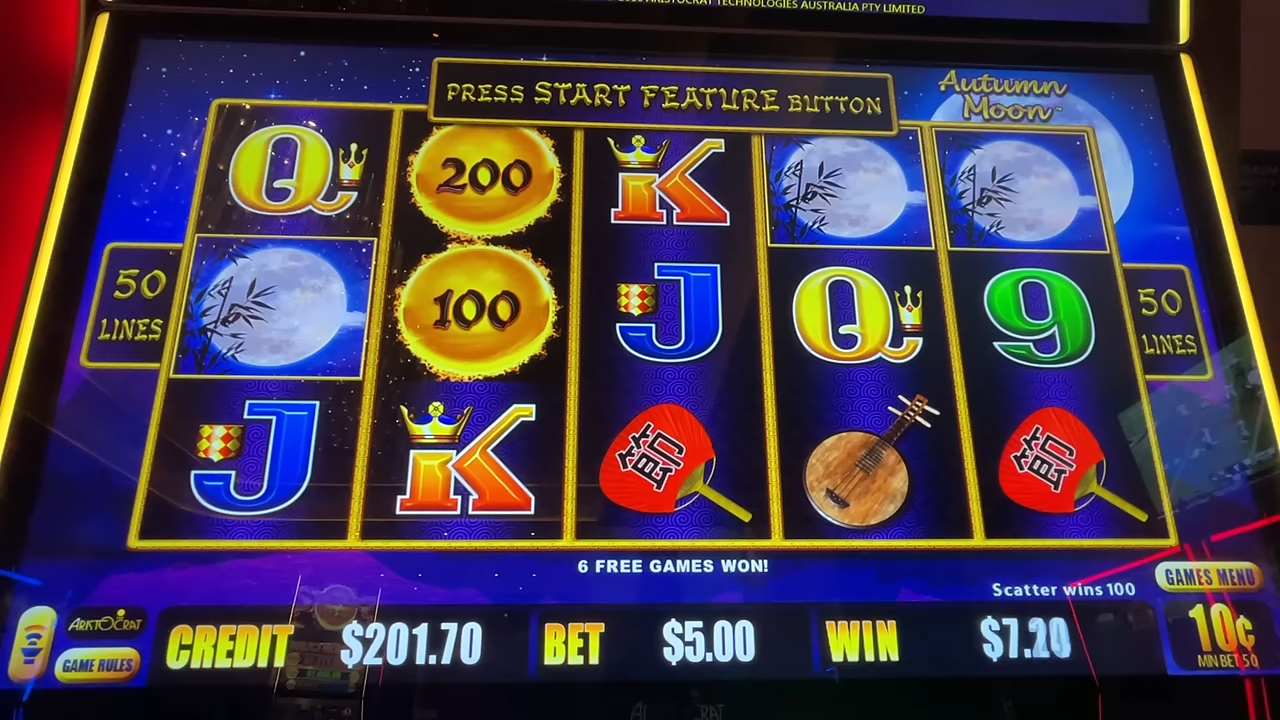 ARISTOCRAT TECHNOLOGIES AUSTRALIA PTY LIMITED
PRESS START FEATURE BUTTON
Autumn
Moon
Q
200
K
50
LINES
100
J
Q
9
50
LINES
J
K
節
節
6 FREE GAMES WON!
Scatter wins 100
GAMES MENU
ARISTOCRAT
GAME RULES
CREDIT $201.70 BET $5.00 WIN $7.20
10¢
MIN BET 50